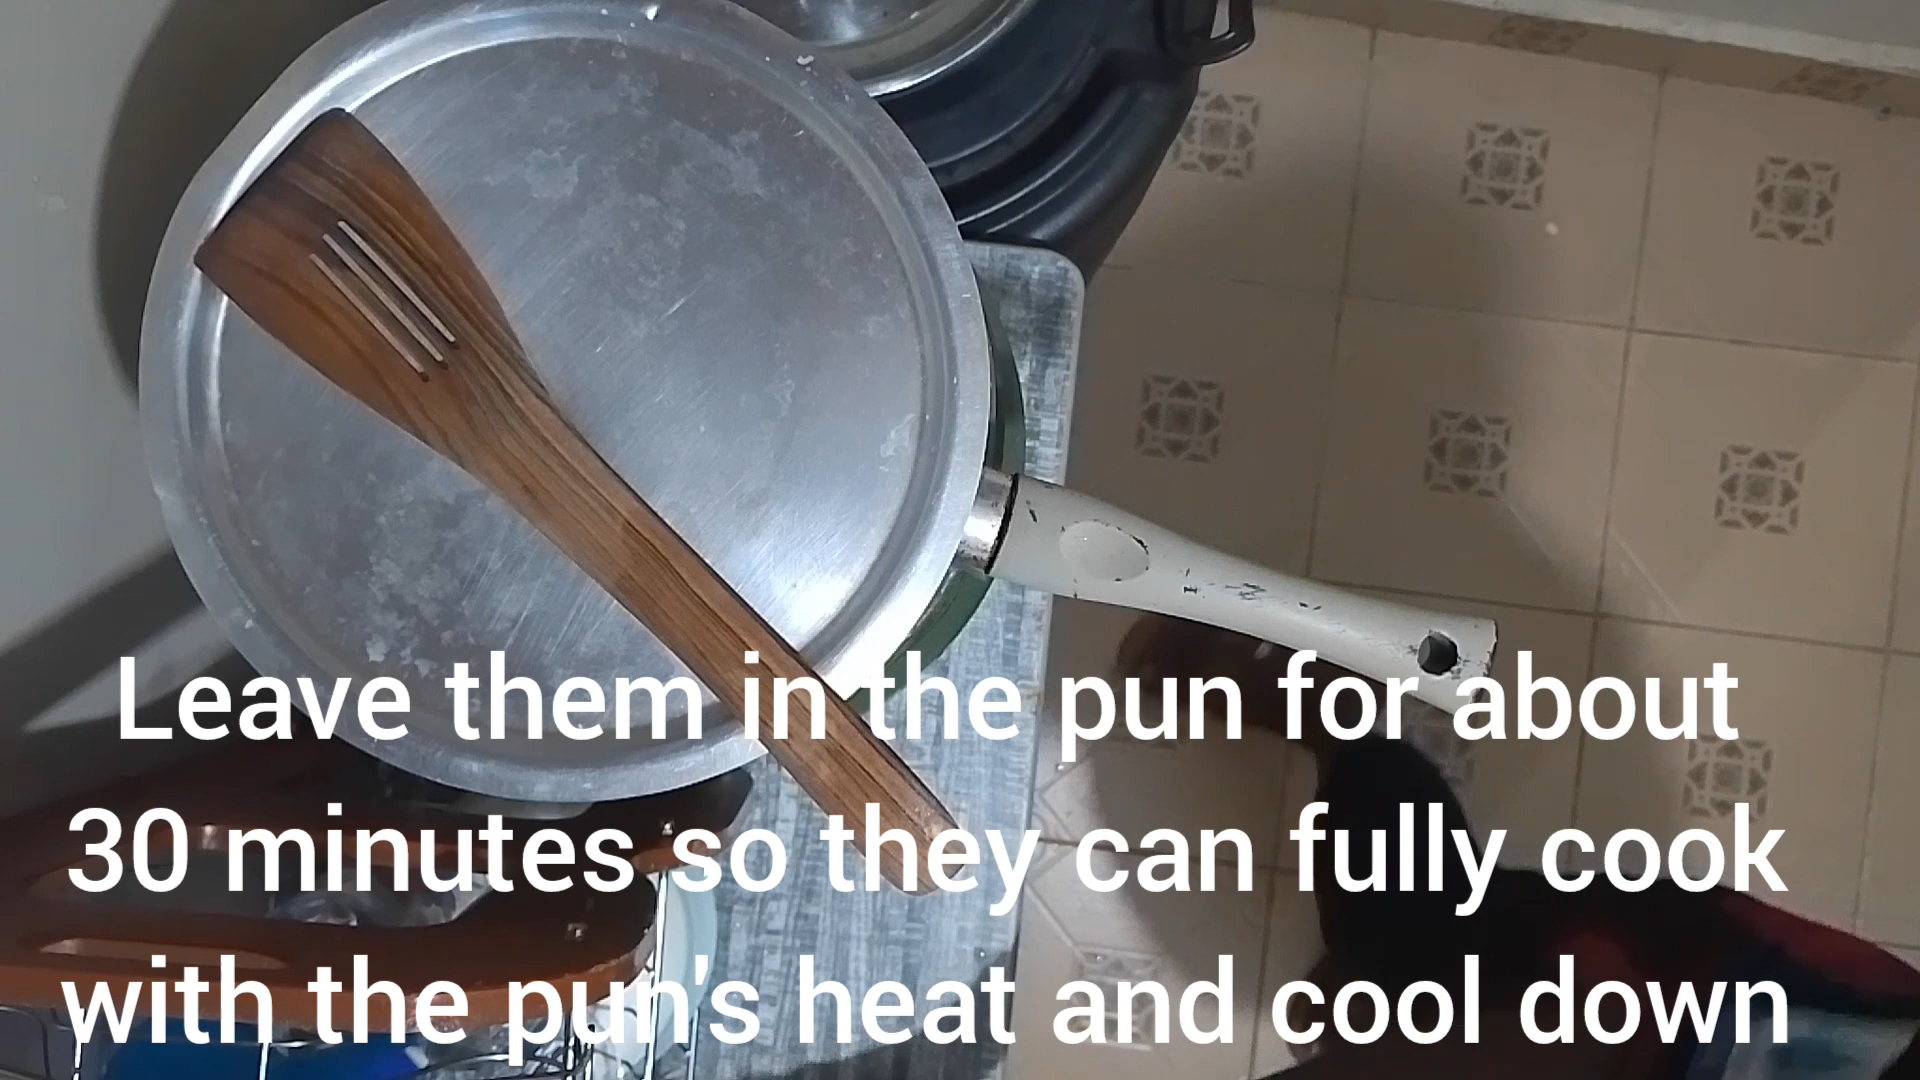 Leave them in the pun for about
30 minutes so they can fully cook
with the pun's heat and cool down